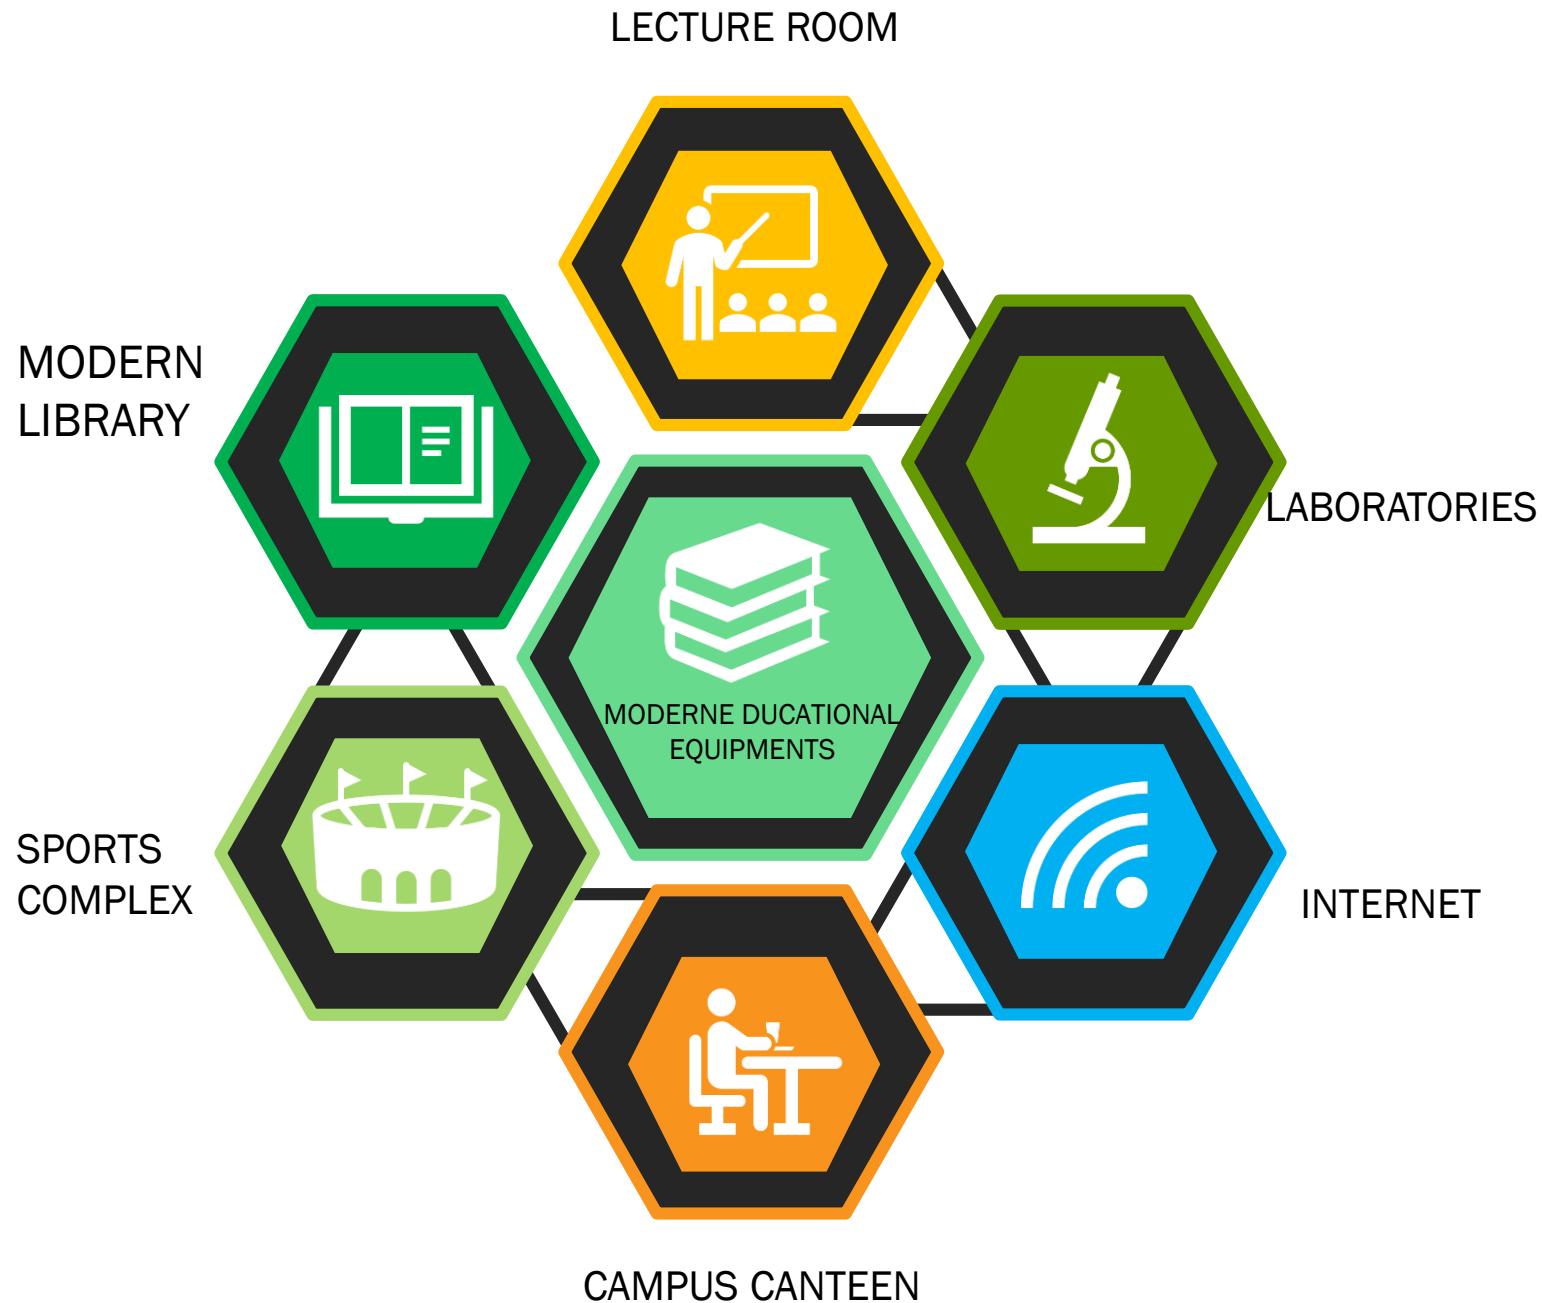 LECTURE ROOM
MODERN
LIBRARY
LABORATORIES
MODERNE DUCATIONAL
EQUIPMENTS
SPORTS
COMPLEX
INTERNET
CAMPUS CANTEEN